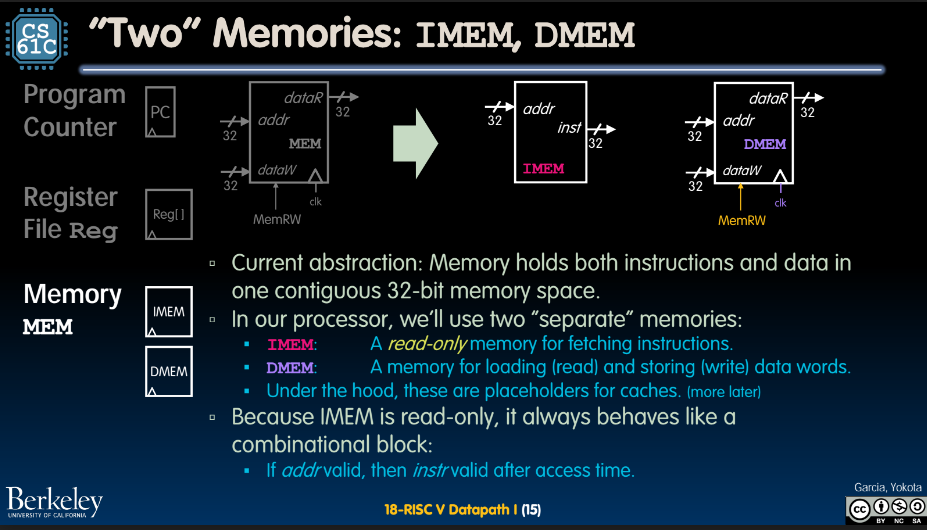 CS
61C
“Two” Memories: IMEM, DMEM
Program
Counter
PC
dataR
32
addr
32
MEM
dataW
32
clk
MemRW
addr
32
inst
32
IMEM
dataR
32
addr
32
DMEM
dataW
32
clk
MemRW
Register
File Reg
Reg[]
Memory
MEM
IMEM
DMEM
▫ Current abstraction: Memory holds both instructions and data in
one contiguous 32-bit memory space.
▫ In our processor, we’ll use two “separate” memories:
▪ IMEM: A read-only memory for fetching instructions.
▪ DMEM: A memory for loading (read) and storing (write) data words.
▪ Under the hood, these are placeholders for caches. (more later)
▫ Because IMEM is read-only, it always behaves like a
combinational block:
▪ If addr valid, then instr valid after access time.
Berkeley
UNIVERSITY OF CALIFORNIA
18-RISC V Datapath I (15)
Garcia, Yokota
cc
BY NC SA